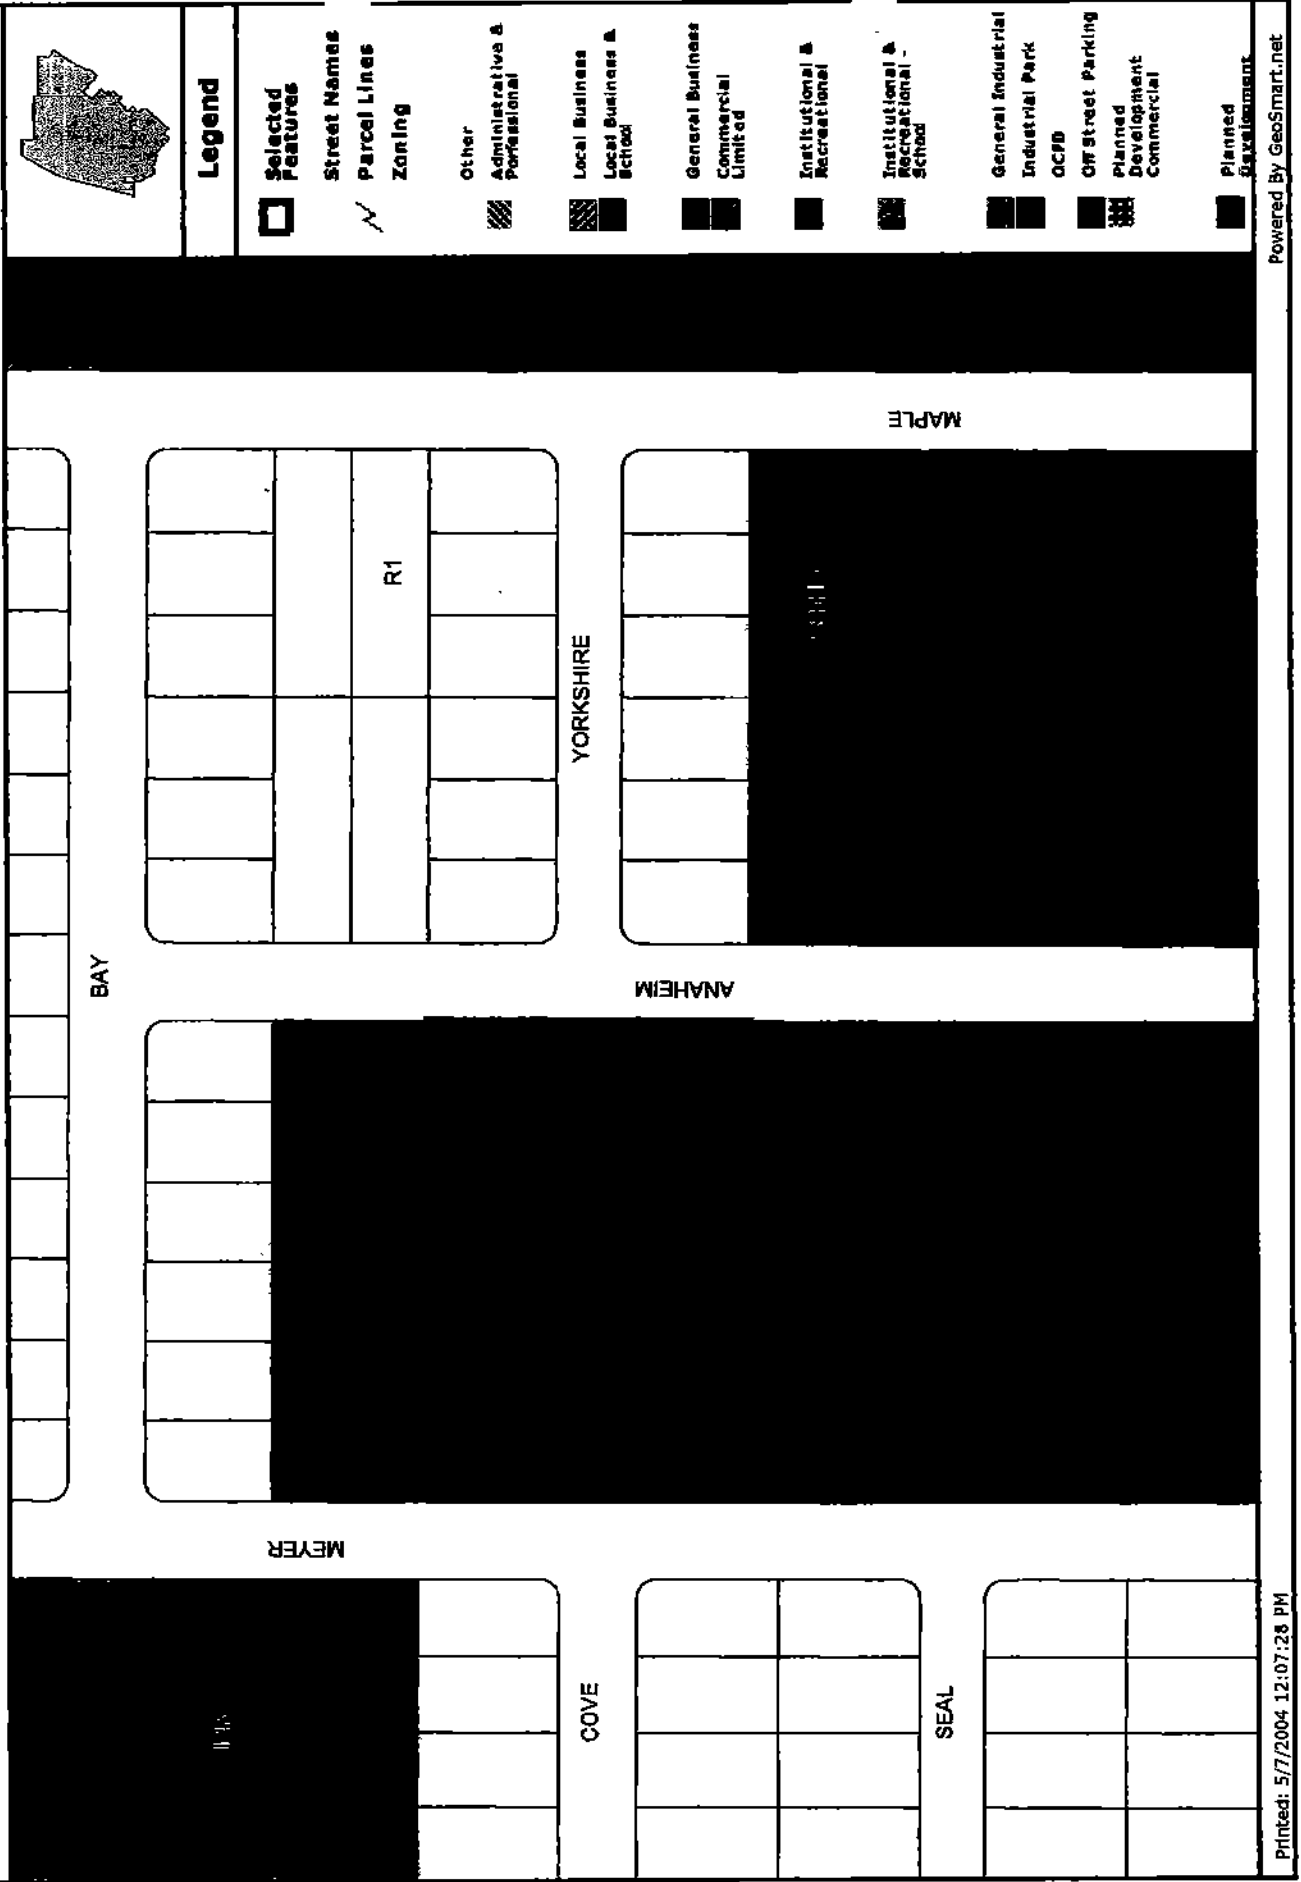 Legend
Selected
Features
Street Names
Parcel Lines
Zoning
Other
Administrative &
Porfessional
Local Business
Local Business &
School
General Business
Commercial
Limited
Institutional &
Recreational
Institutional &
Recreational -
School
General Industrial
Industrial Park
OCPD
Off Street Parking
Planned
Development
Commercial
Planned
Development
MAPLE
R1
YORKSHIRE
BAY
ANAHEIM
MEYER
COVE
SEAL
Printed: 5/7/2004 12:07:28 PM
Powered By GeoSmart.net